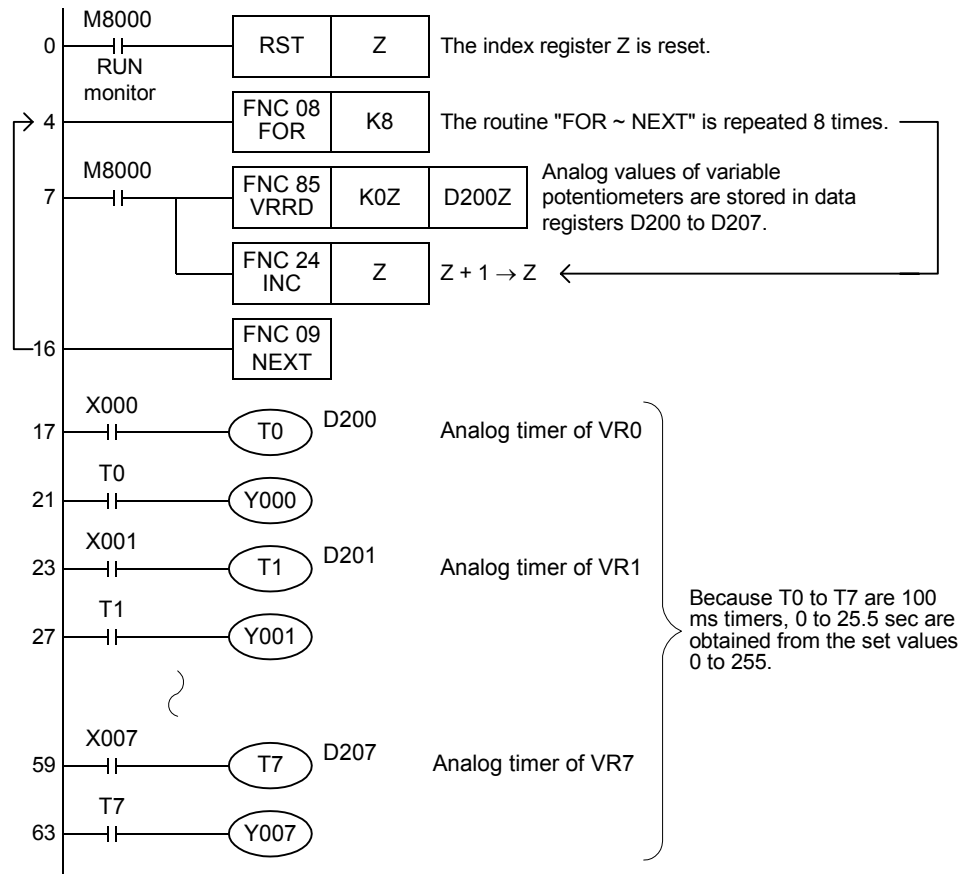 M8000
0
RUN
monitor
RST Z
The index register Z is reset.
4
FNC 08
FOR
K8
The routine "FOR ~ NEXT" is repeated 8 times.
M8000
7
FNC 85
VRRD
K0Z
D200Z
Analog values of variable
potentiometers are stored in data
registers D200 to D207.
FNC 24
INC
Z
Z + 1 → Z
16
FNC 09
NEXT
X000
17
T0
D200
Analog timer of VR0
T0
21
Y000
X001
23
T1
D201
Analog timer of VR1
T1
27
Y001
Because T0 to T7 are 100
ms timers, 0 to 25.5 sec are
obtained from the set values
0 to 255.
X007
59
T7
D207
Analog timer of VR7
T7
63
Y007